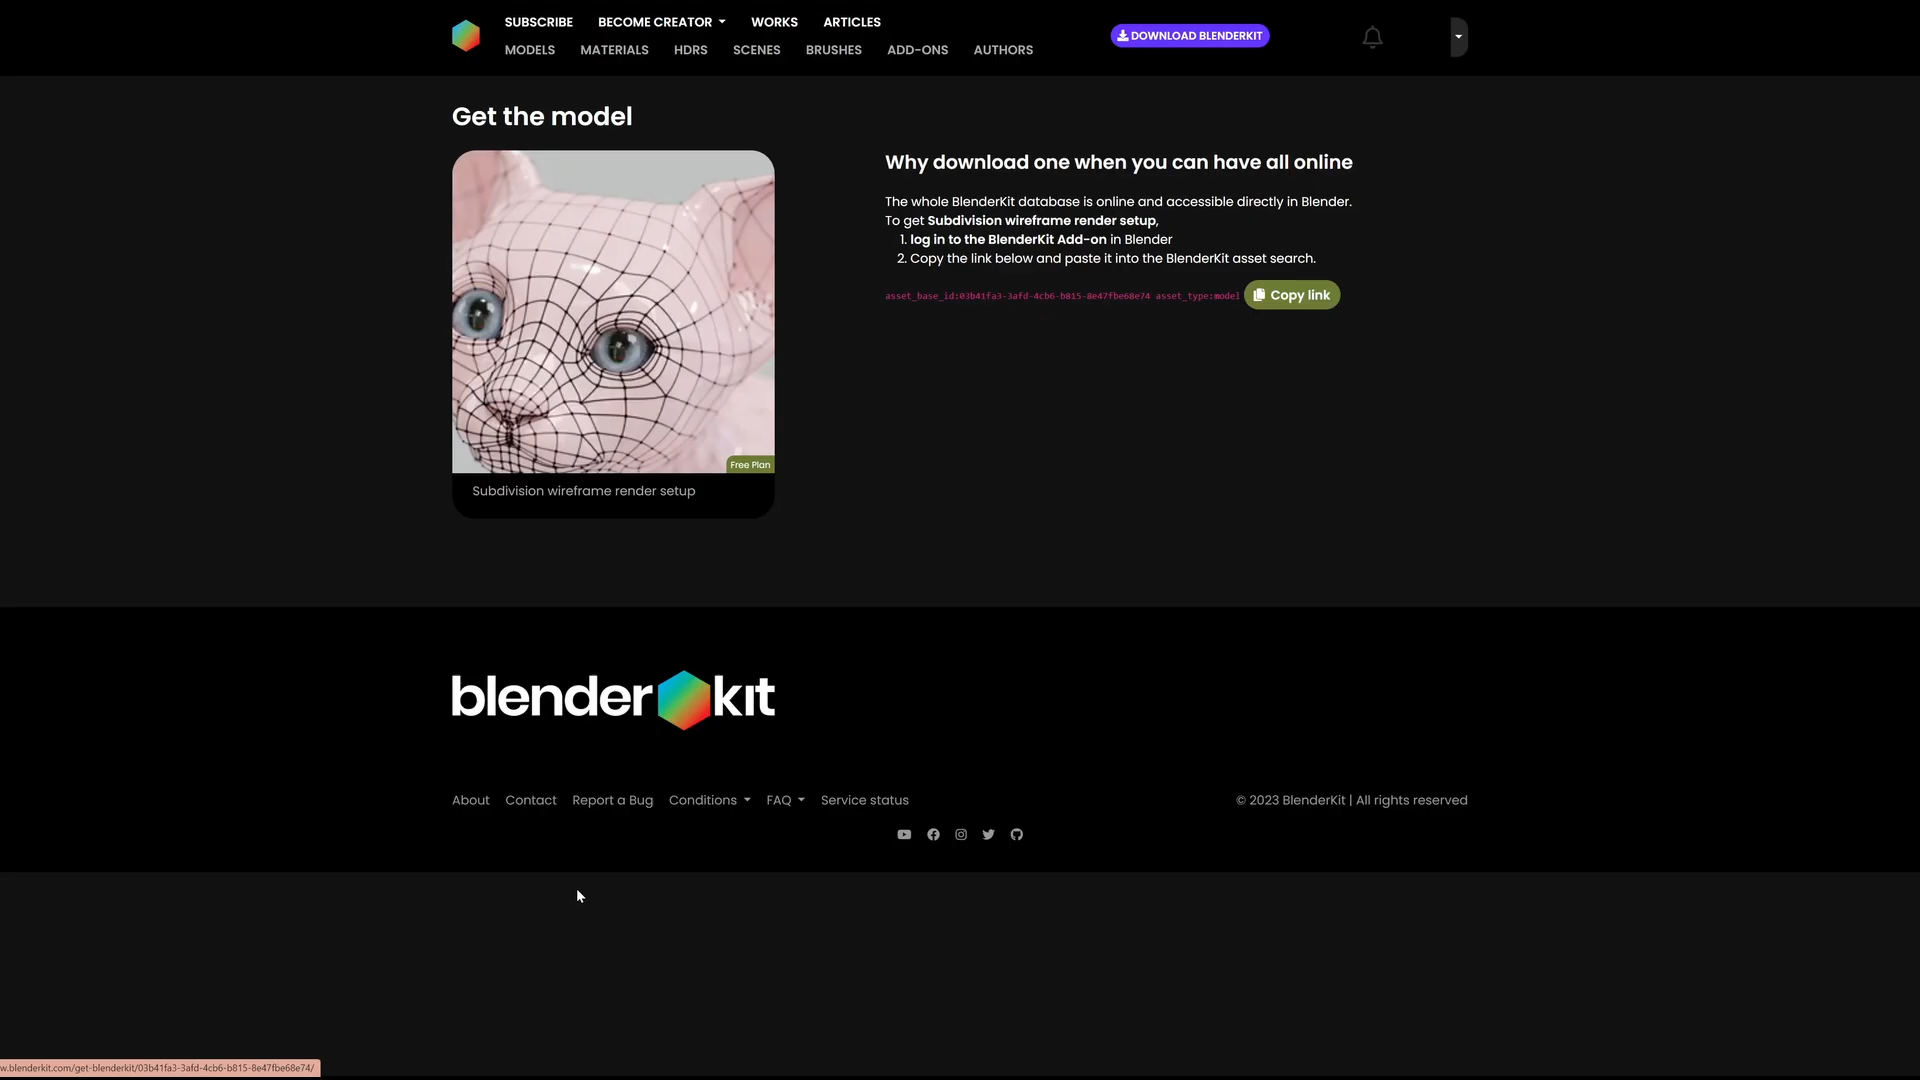 SUBSCRIBE BECOME CREATOR WORKS ARTICLES
MODELS MATERIALS HDRS SCENES BRUSHES ADD-ONS AUTHORS
DOWNLOAD BLENDERKIT
Get the model
Free Plan
Subdivision wireframe render setup
Why download one when you can have all online
The whole BlenderKit database is online and accessible directly in Blender.
To get Subdivision wireframe render setup,
1. log in to the BlenderKit Add-on in Blender
2. Copy the link below and paste it into the BlenderKit asset search.
asset_base_id:03b41fa3-3afd-4cb6-b815-8e47fbe68e74 asset_type:model Copy link
blenderkit
About Contact Report a Bug Conditions FAQ Service status
© 2023 BlenderKit | All rights reserved
w.blenderkit.com/get-blenderkit/03b41fa3-3afd-4cb6-b815-8e47fbe68e74/